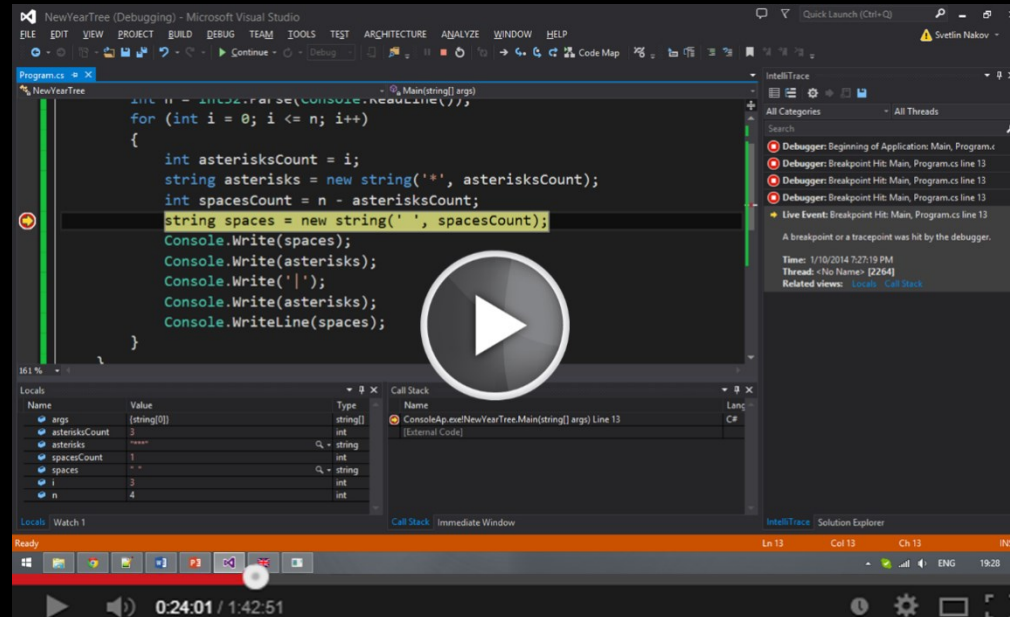 NewYearTree (Debugging) - Microsoft Visual Studio
Quick Launch (Ctrl+Q)
FILE EDIT VIEW PROJECT BUILD DEBUG TEAM TOOLS TEST ARCHITECTURE ANALYZE WINDOW HELP
Svetlin Nakov
Continue
Debug
Code Map
Program.cs
NewYearTree
Main(string[] args)
int n = int32.Parse(Console.ReadLine());
for (int i = 0; i <= n; i++)
{
int asterisksCount = i;
string asterisks = new string('*', asterisksCount);
int spacesCount = n - asterisksCount;
string spaces = new string(' ', spacesCount);
Console.Write(spaces);
Console.Write(asterisks);
Console.Write('|');
Console.Write(asterisks);
Console.WriteLine(spaces);
}
}
161 %
IntelliTrace
All Categories
All Threads
Search
Debugger: Beginning of Application: Main, Program.c
Debugger: Breakpoint Hit: Main, Program.cs line 13
Debugger: Breakpoint Hit: Main, Program.cs line 13
Debugger: Breakpoint Hit: Main, Program.cs line 13
Live Event: Breakpoint Hit: Main, Program.cs line 13
A breakpoint or a tracepoint was hit by the debugger.
Time: 1/10/2014 7:27:19 PM
Thread: <No Name> [2264]
Related views: Locals Call Stack
Locals
Name Value Type
args {string[0]} string[]
asterisksCount 3 int
asterisks "***" string
spacesCount 1 int
spaces " " string
i 3 int
n 4 int
Locals Watch 1
Call Stack
Name Lang
ConsoleAp.exe!NewYearTree.Main(string[] args) Line 13 C#
[External Code]
Call Stack Immediate Window
IntelliTrace Solution Explorer
Ready
Ln 13 Col 13 Ch 13 IN
ENG 19:28
0:24:01 / 1:42:51